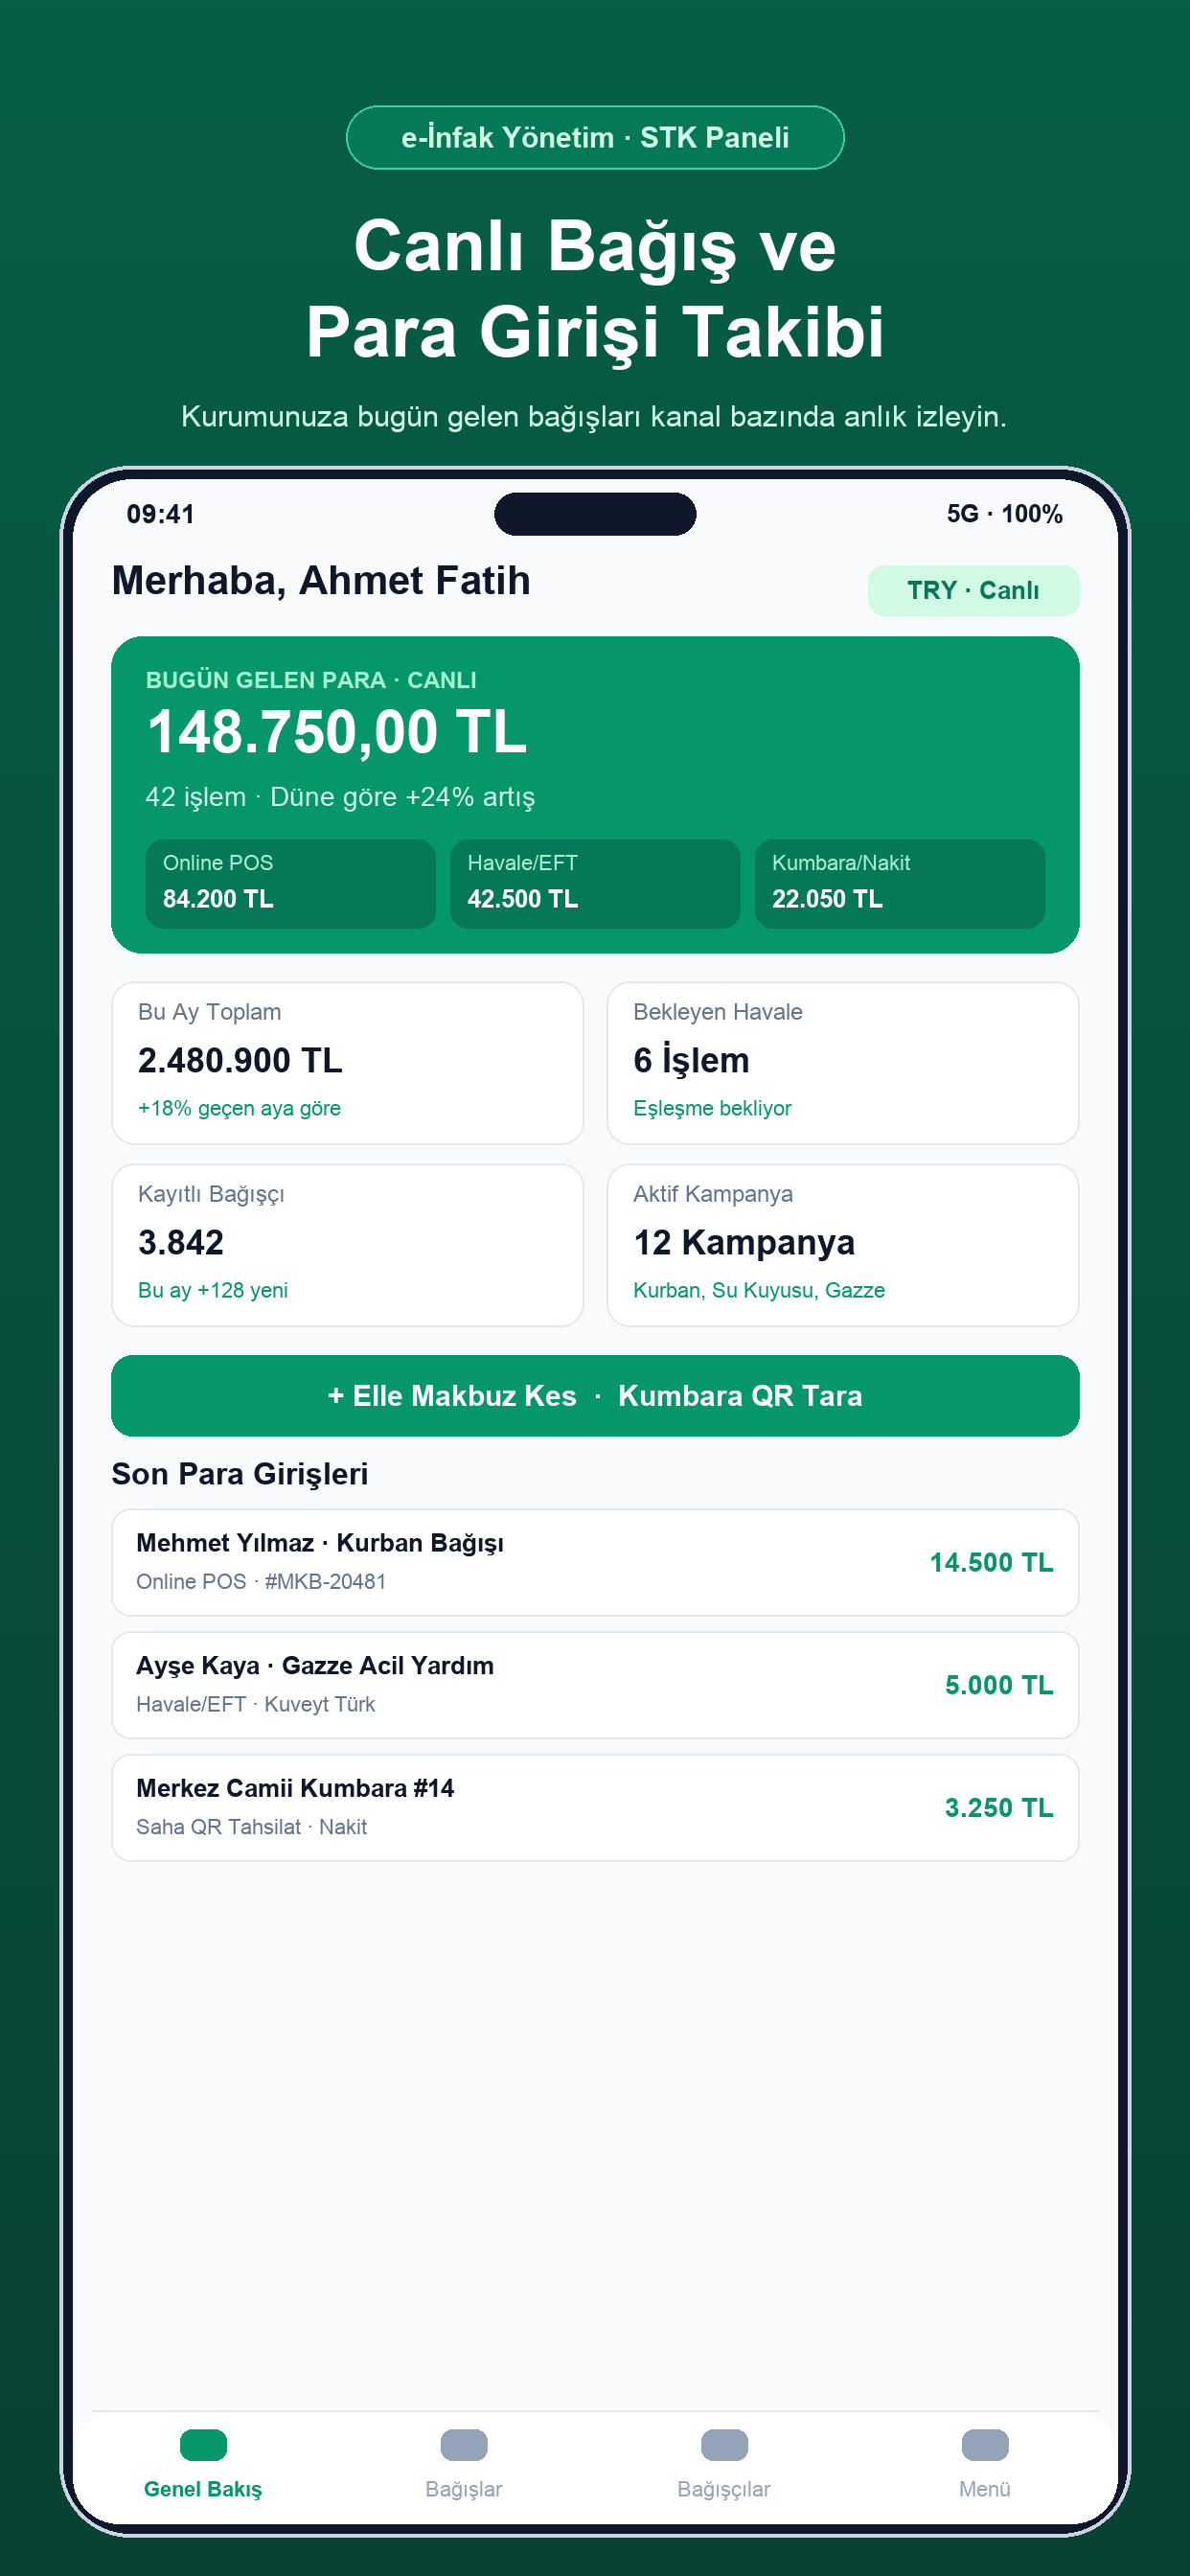 e-İnfak Yönetim · STK Paneli
Canlı Bağış ve
Para Girişi Takibi
Kurumunuza bugün gelen bağışları kanal bazında anlık izleyin.
09:41
5G · 100%
Merhaba, Ahmet Fatih
TRY · Canlı
BUGÜN GELEN PARA · CANLI
148.750,00 TL
42 işlem · Düne göre +24% artış
Online POS
84.200 TL
Havale/EFT
42.500 TL
Kumbara/Nakit
22.050 TL
Bu Ay Toplam
2.480.900 TL
+18% geçen aya göre
Bekleyen Havale
6 İşlem
Eşleşme bekliyor
Kayıtlı Bağışçı
3.842
Bu ay +128 yeni
Aktif Kampanya
12 Kampanya
Kurban, Su Kuyusu, Gazze
+ Elle Makbuz Kes · Kumbara QR Tara
Son Para Girişleri
Mehmet Yılmaz · Kurban Bağışı
Online POS · #MKB-20481
14.500 TL
Ayşe Kaya · Gazze Acil Yardım
Havale/EFT · Kuveyt Türk
5.000 TL
Merkez Camii Kumbara #14
Saha QR Tahsilat · Nakit
3.250 TL
Genel Bakış
Bağışlar
Bağışçılar
Menü